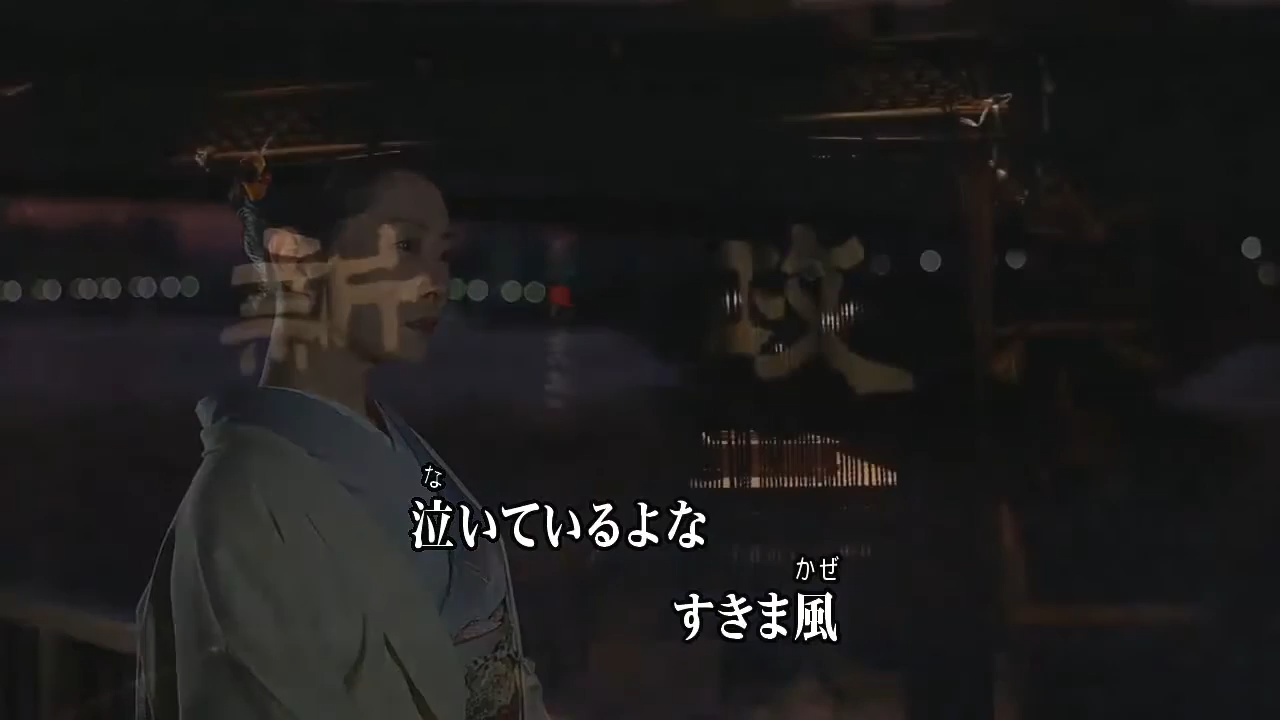 な
泣いているよな
かぜ
すきま風